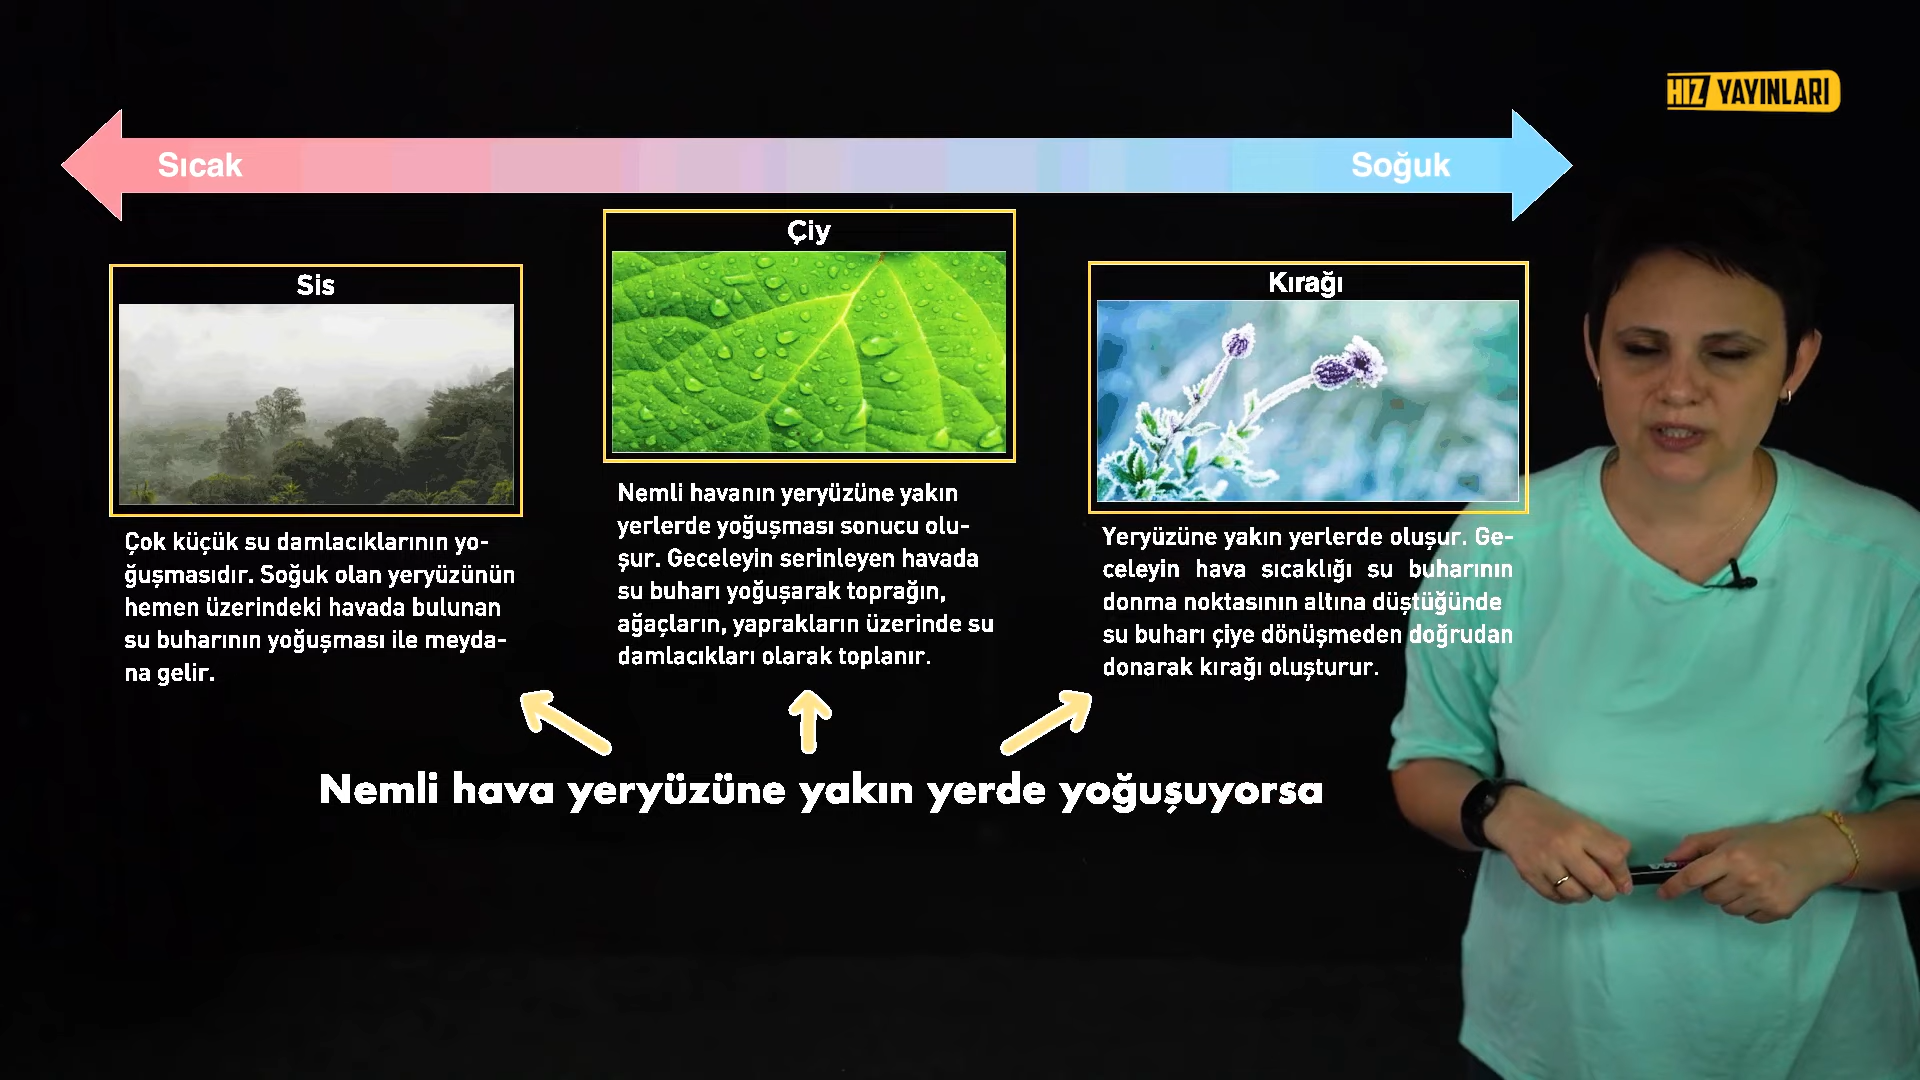 HIZ YAYINLARI
Sıcak
Soğuk
Sis
Çok küçük su damlacıklarının yo-
ğuşmasıdır. Soğuk olan yeryüzünün
hemen üzerindeki havada bulunan
su buharının yoğuşması ile meyda-
na gelir.
Çiy
Nemli havanın yeryüzüne yakın
yerlerde yoğuşması sonucu olu-
şur. Geceleyin serinleyen havada
su buharı yoğuşarak toprağın,
ağaçların, yaprakların üzerinde su
damlacıkları olarak toplanır.
Kırağı
Yeryüzüne yakın yerlerde oluşur. Ge-
celeyin hava sıcaklığı su buharının
donma noktasının altına düştüğünde
su buharı çiye dönüşmeden doğrudan
donarak kırağı oluşturur.
Nemli hava yeryüzüne yakın yerde yoğuşuyorsa